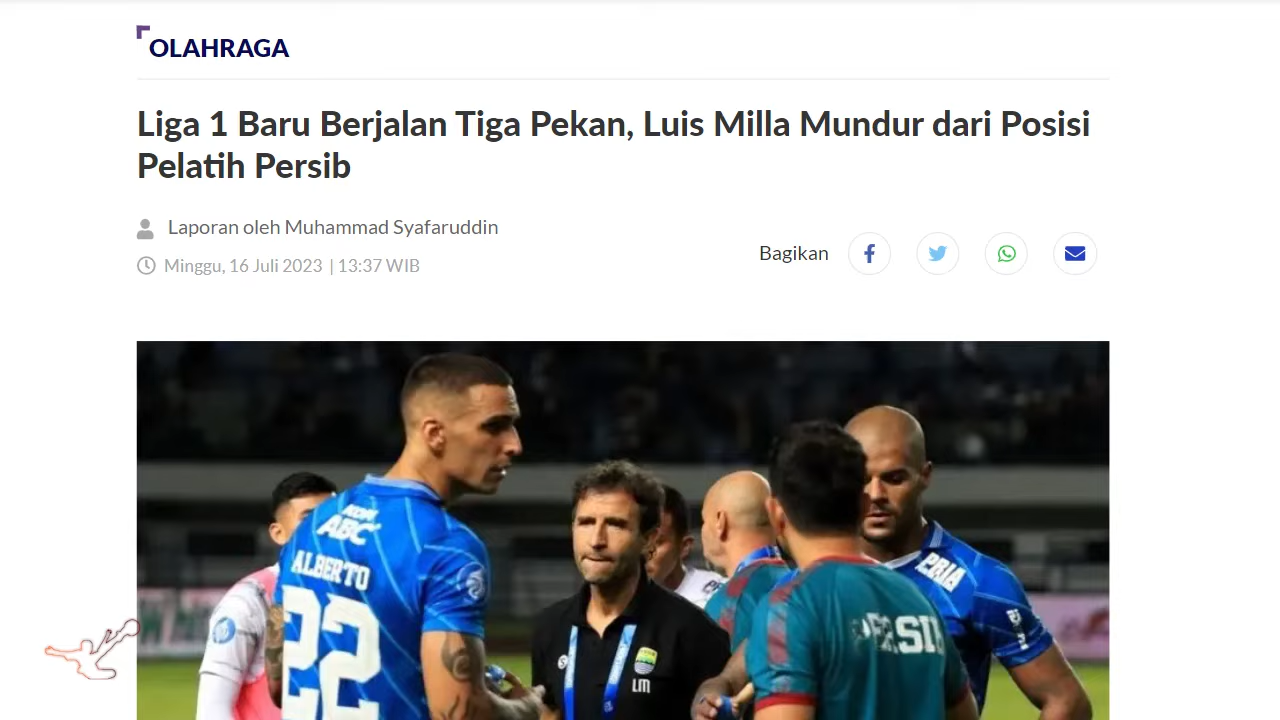 OLAHRAGA
Liga 1 Baru Berjalan Tiga Pekan, Luis Milla Mundur dari Posisi
Pelatih Persib
Laporan oleh Muhammad Syafaruddin
Minggu, 16 Juli 2023 | 13:37 WIB
Bagikan
ABC
ALBERTO
22
LM
PERSIB
PRIA